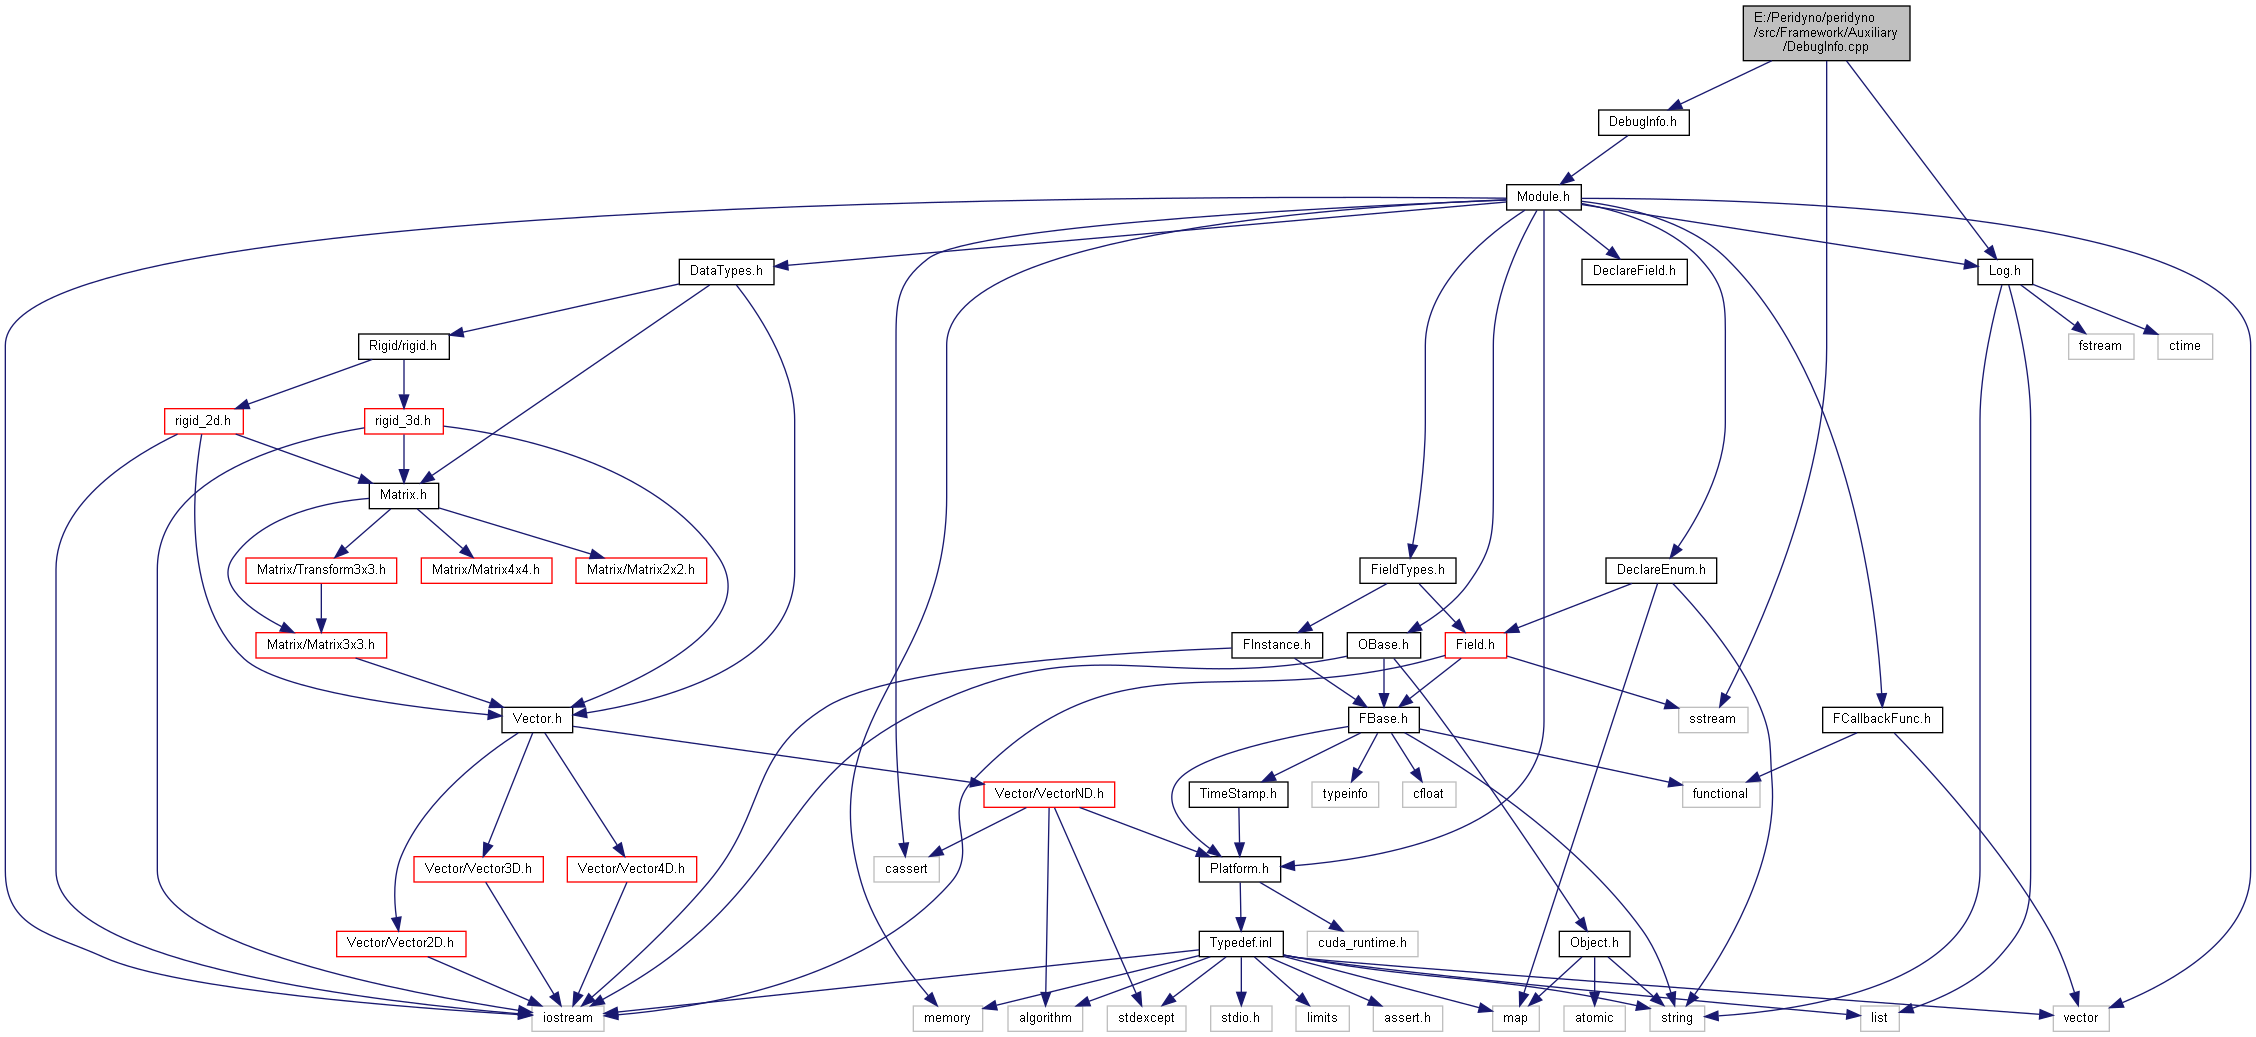 E:/Peridyno/peridyno
/src/Framework/Auxiliary
/DebugInfo.cpp
DebugInfo.h
Module.h
DataTypes.h
DeclareField.h
Log.h
Rigid/rigid.h
fstream
ctime
rigid_2d.h
rigid_3d.h
Matrix.h
Matrix/Transform3x3.h
Matrix/Matrix4x4.h
Matrix/Matrix2x2.h
FieldTypes.h
DeclareEnum.h
Matrix/Matrix3x3.h
FInstance.h
OBase.h
Field.h
Vector.h
FBase.h
sstream
FCallbackFunc.h
Vector/VectorND.h
TimeStamp.h
typeinfo
cfloat
functional
Vector/Vector3D.h
Vector/Vector4D.h
cassert
Platform.h
Vector/Vector2D.h
Typedef.inl
cuda_runtime.h
Object.h
iostream
memory
algorithm
stdexcept
stdio.h
limits
assert.h
map
atomic
string
list
vector